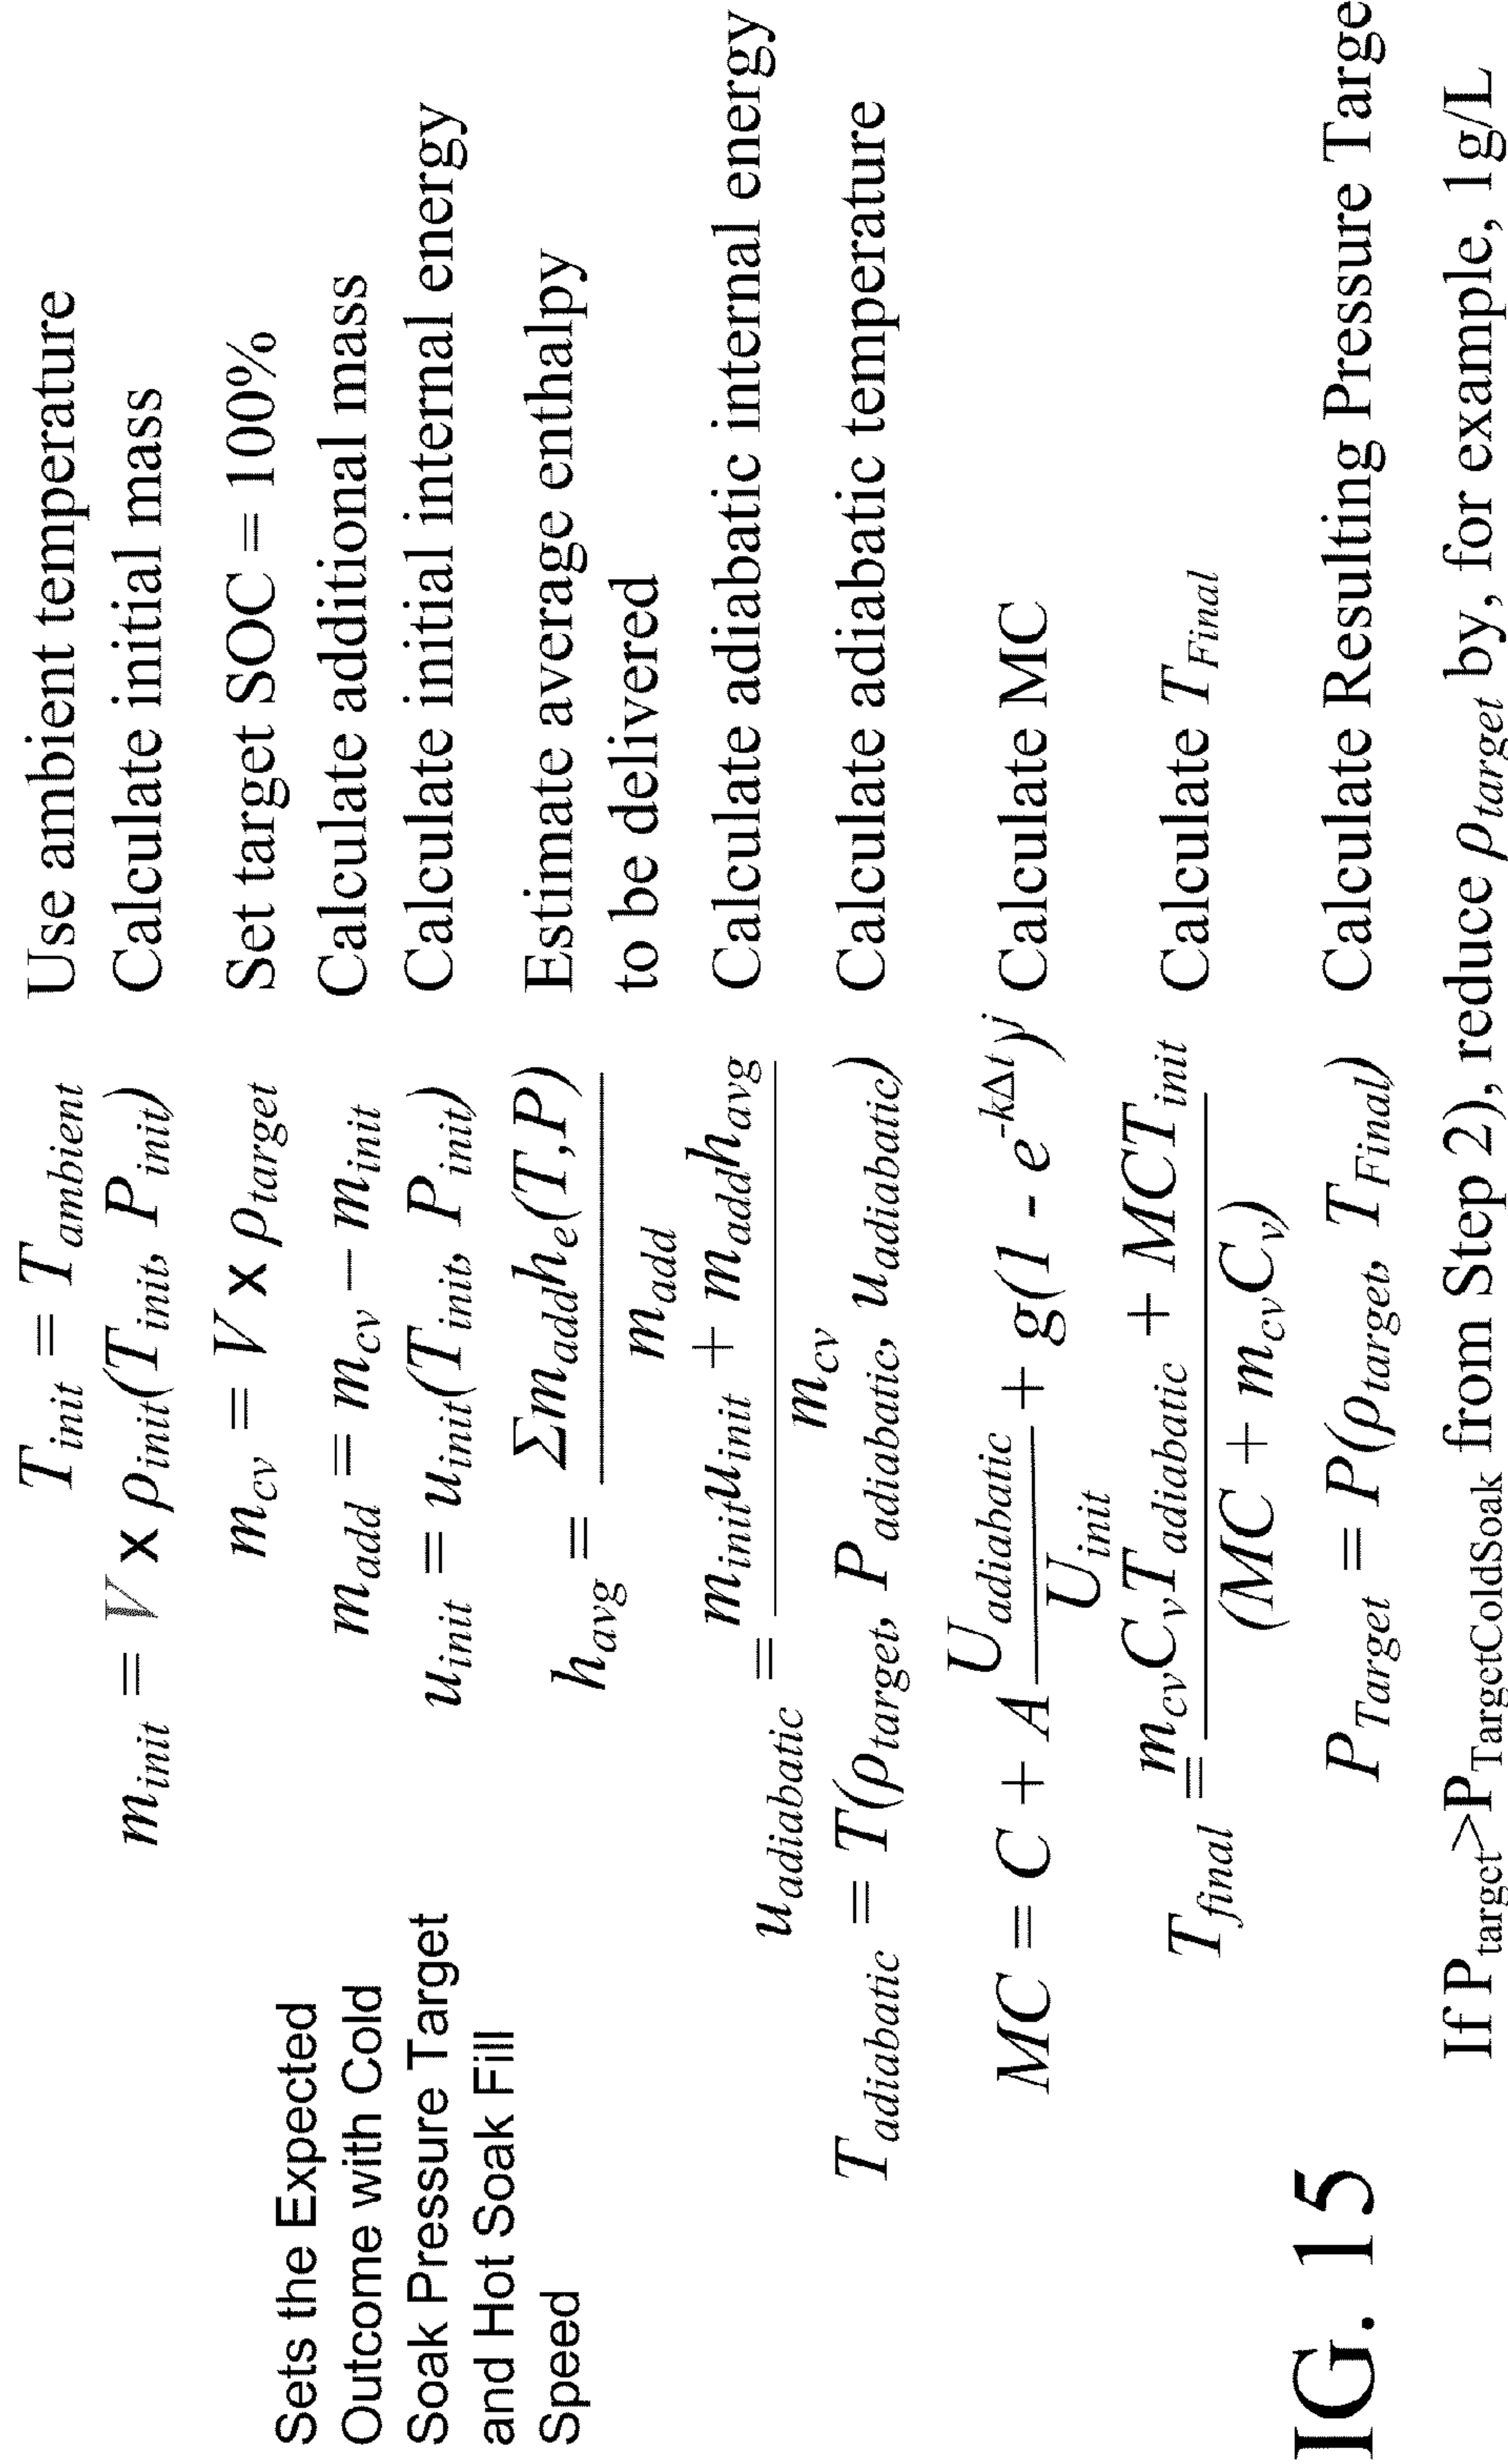 T_init = T_ambient Use ambient temperature
m_init = V x ρ_init(T_init, P_init) Calculate initial mass
m_cv = V x ρ_target Set target SOC = 100%
m_add = m_cv − m_init Calculate additional mass
u_init = u_init(T_init, P_init) Calculate initial internal energy
h_avg = Σm_add h_e(T,P) / m_add Estimate average enthalpy
to be delivered
u_adiabatic = m_init u_init + m_add h_avg / m_cv Calculate adiabatic internal energy
T_adiabatic = T(ρ_target, P_adiabatic, u_adiabatic) Calculate adiabatic temperature
MC = C + A U_adiabatic / U_init + g(1 - e^-kΔt)^j Calculate MC
T_final = m_cv C_v T_adiabatic + MCT_init / (MC + m_cv C_v) Calculate T_Final
P_Target = P(ρ_target, T_Final) Calculate Resulting Pressure Targe
If P_target>P_TargetColdSoak from Step 2), reduce ρ_target by, for example, 1g/L
Sets the Expected
Outcome with Cold
Soak Pressure Target
and Hot Soak Fill
Speed
IG. 15